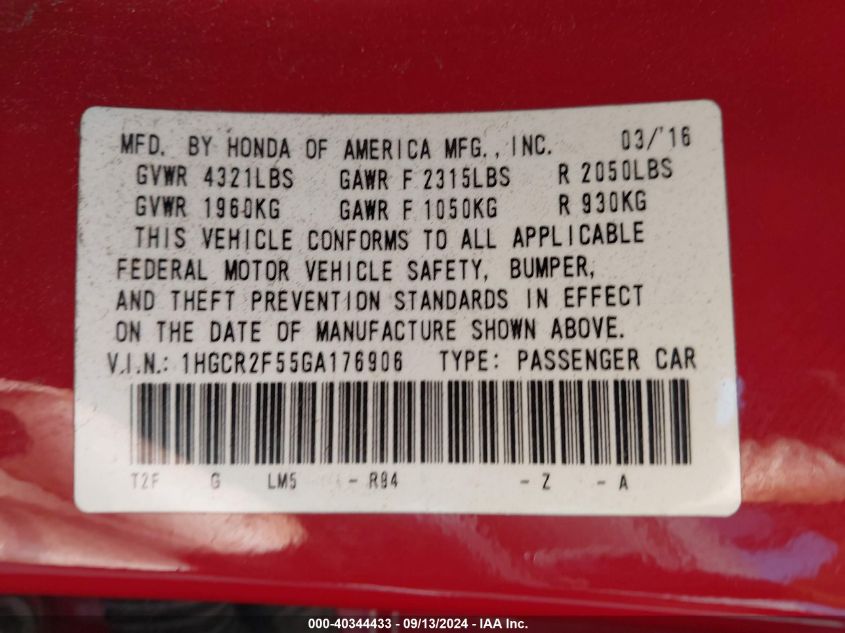 MFD. BY HONDA OF AMERICA MFG., INC. 03/'16
GVWR 4321LBS GAWR F 2315LBS R 2050LBS
GVWR 1960KG GAWR F 1050KG R 930KG
THIS VEHICLE CONFORMS TO ALL APPLICABLE
FEDERAL MOTOR VEHICLE SAFETY, BUMPER,
AND THEFT PREVENTION STANDARDS IN EFFECT
ON THE DATE OF MANUFACTURE SHOWN ABOVE.
V.I.N.: 1HGCR2F55GA176906 TYPE: PASSENGER CAR
T2F G LM5 - R94 - Z - A
000-40344433 - 09/13/2024 - IAA Inc.